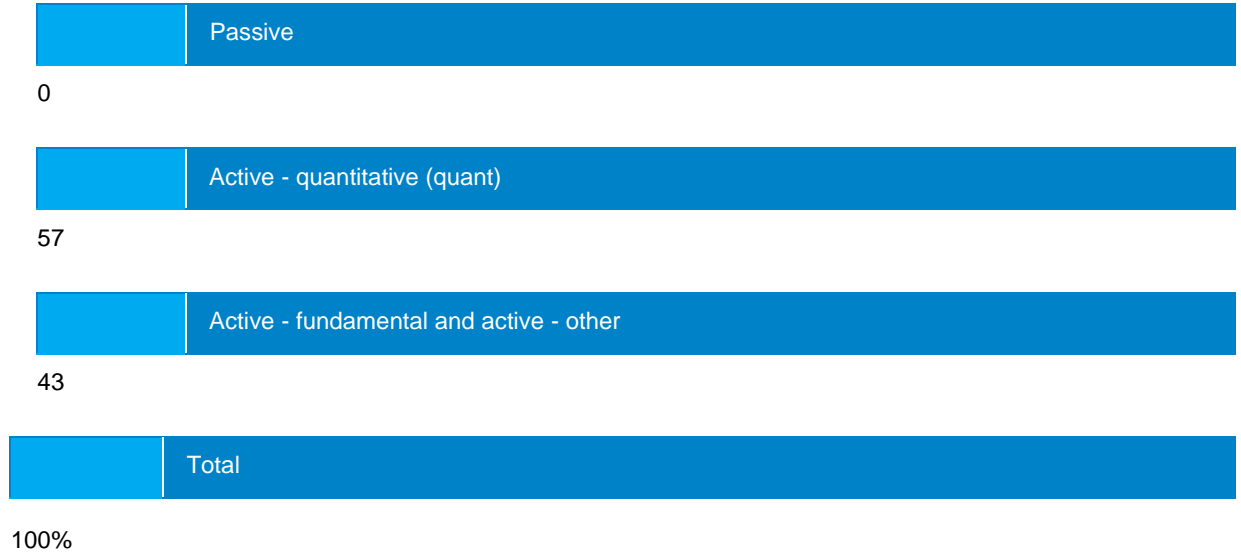 Passive
0
Active - quantitative (quant)
57
Active - fundamental and active - other
43
Total
100%